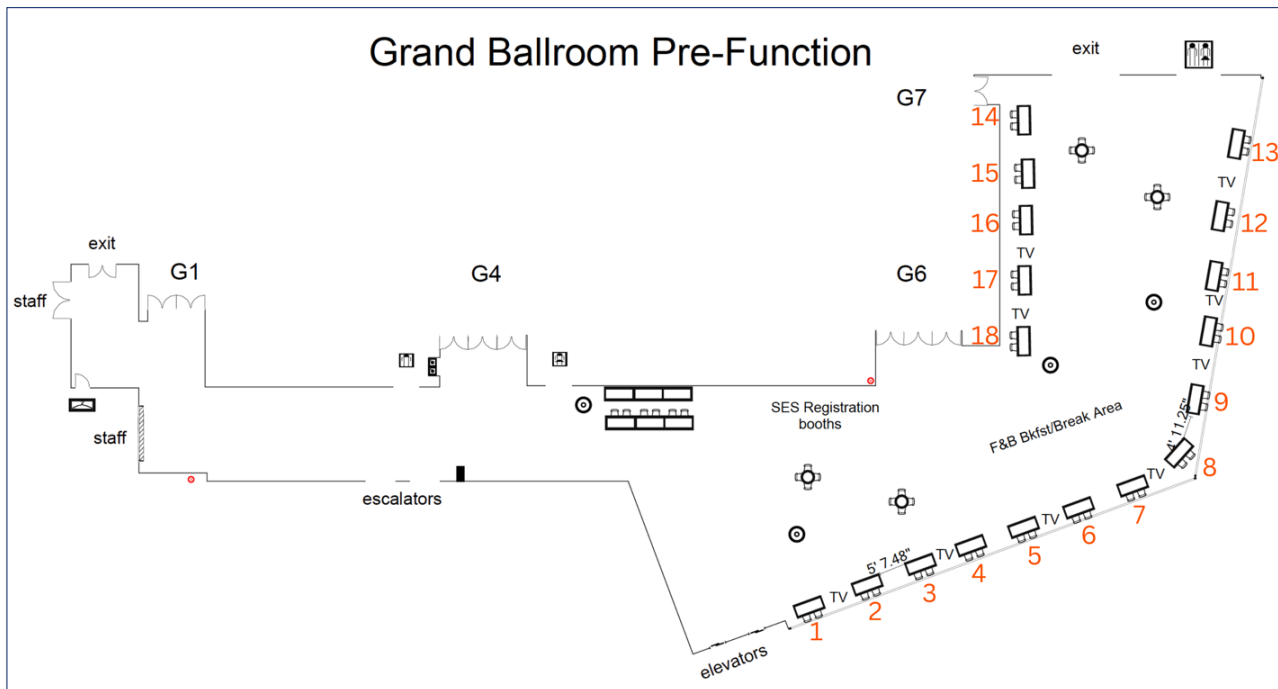 Grand Ballroom Pre-Function
exit
G7
14
13
15
TV
16
12
exit
G1
G4
G6
TV
17
11
staff
TV
TV
18
10
TV
9
SES Registration
booths
F&B Bkfst/Break Area
4' 11.25"
staff
8
TV
7
escalators
TV
6
5
5' 7.48"
TV
4
3
TV
2
1
elevators